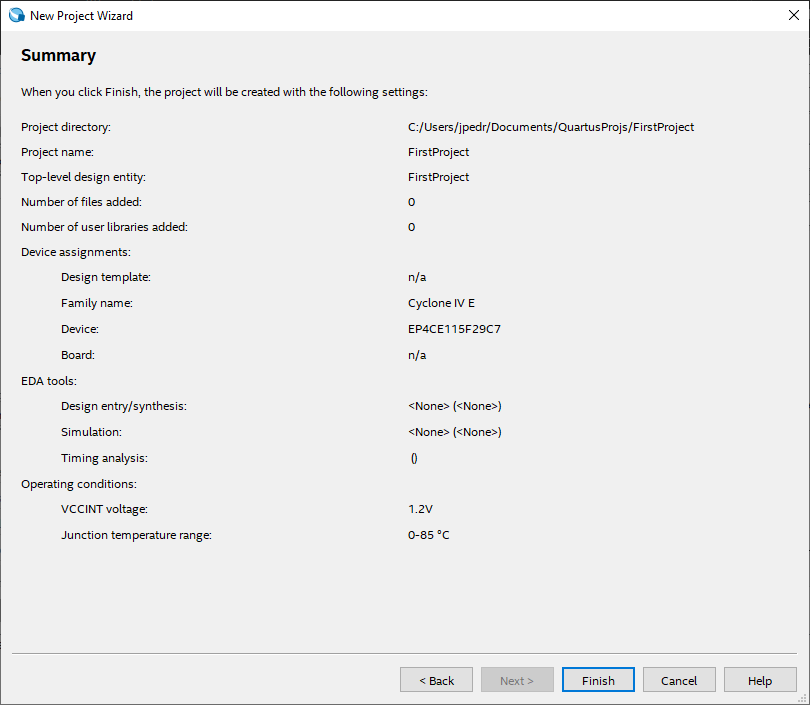 New Project Wizard
Summary
When you click Finish, the project will be created with the following settings:
Project directory: C:/Users/jpedr/Documents/QuartusProjs/FirstProject
Project name: FirstProject
Top-level design entity: FirstProject
Number of files added: 0
Number of user libraries added: 0
Device assignments:
Design template: n/a
Family name: Cyclone IV E
Device: EP4CE115F29C7
Board: n/a
EDA tools:
Design entry/synthesis: <None> (<None>)
Simulation: <None> (<None>)
Timing analysis: ()
Operating conditions:
VCCINT voltage: 1.2V
Junction temperature range: 0-85 °C
< Back Next > Finish Cancel Help